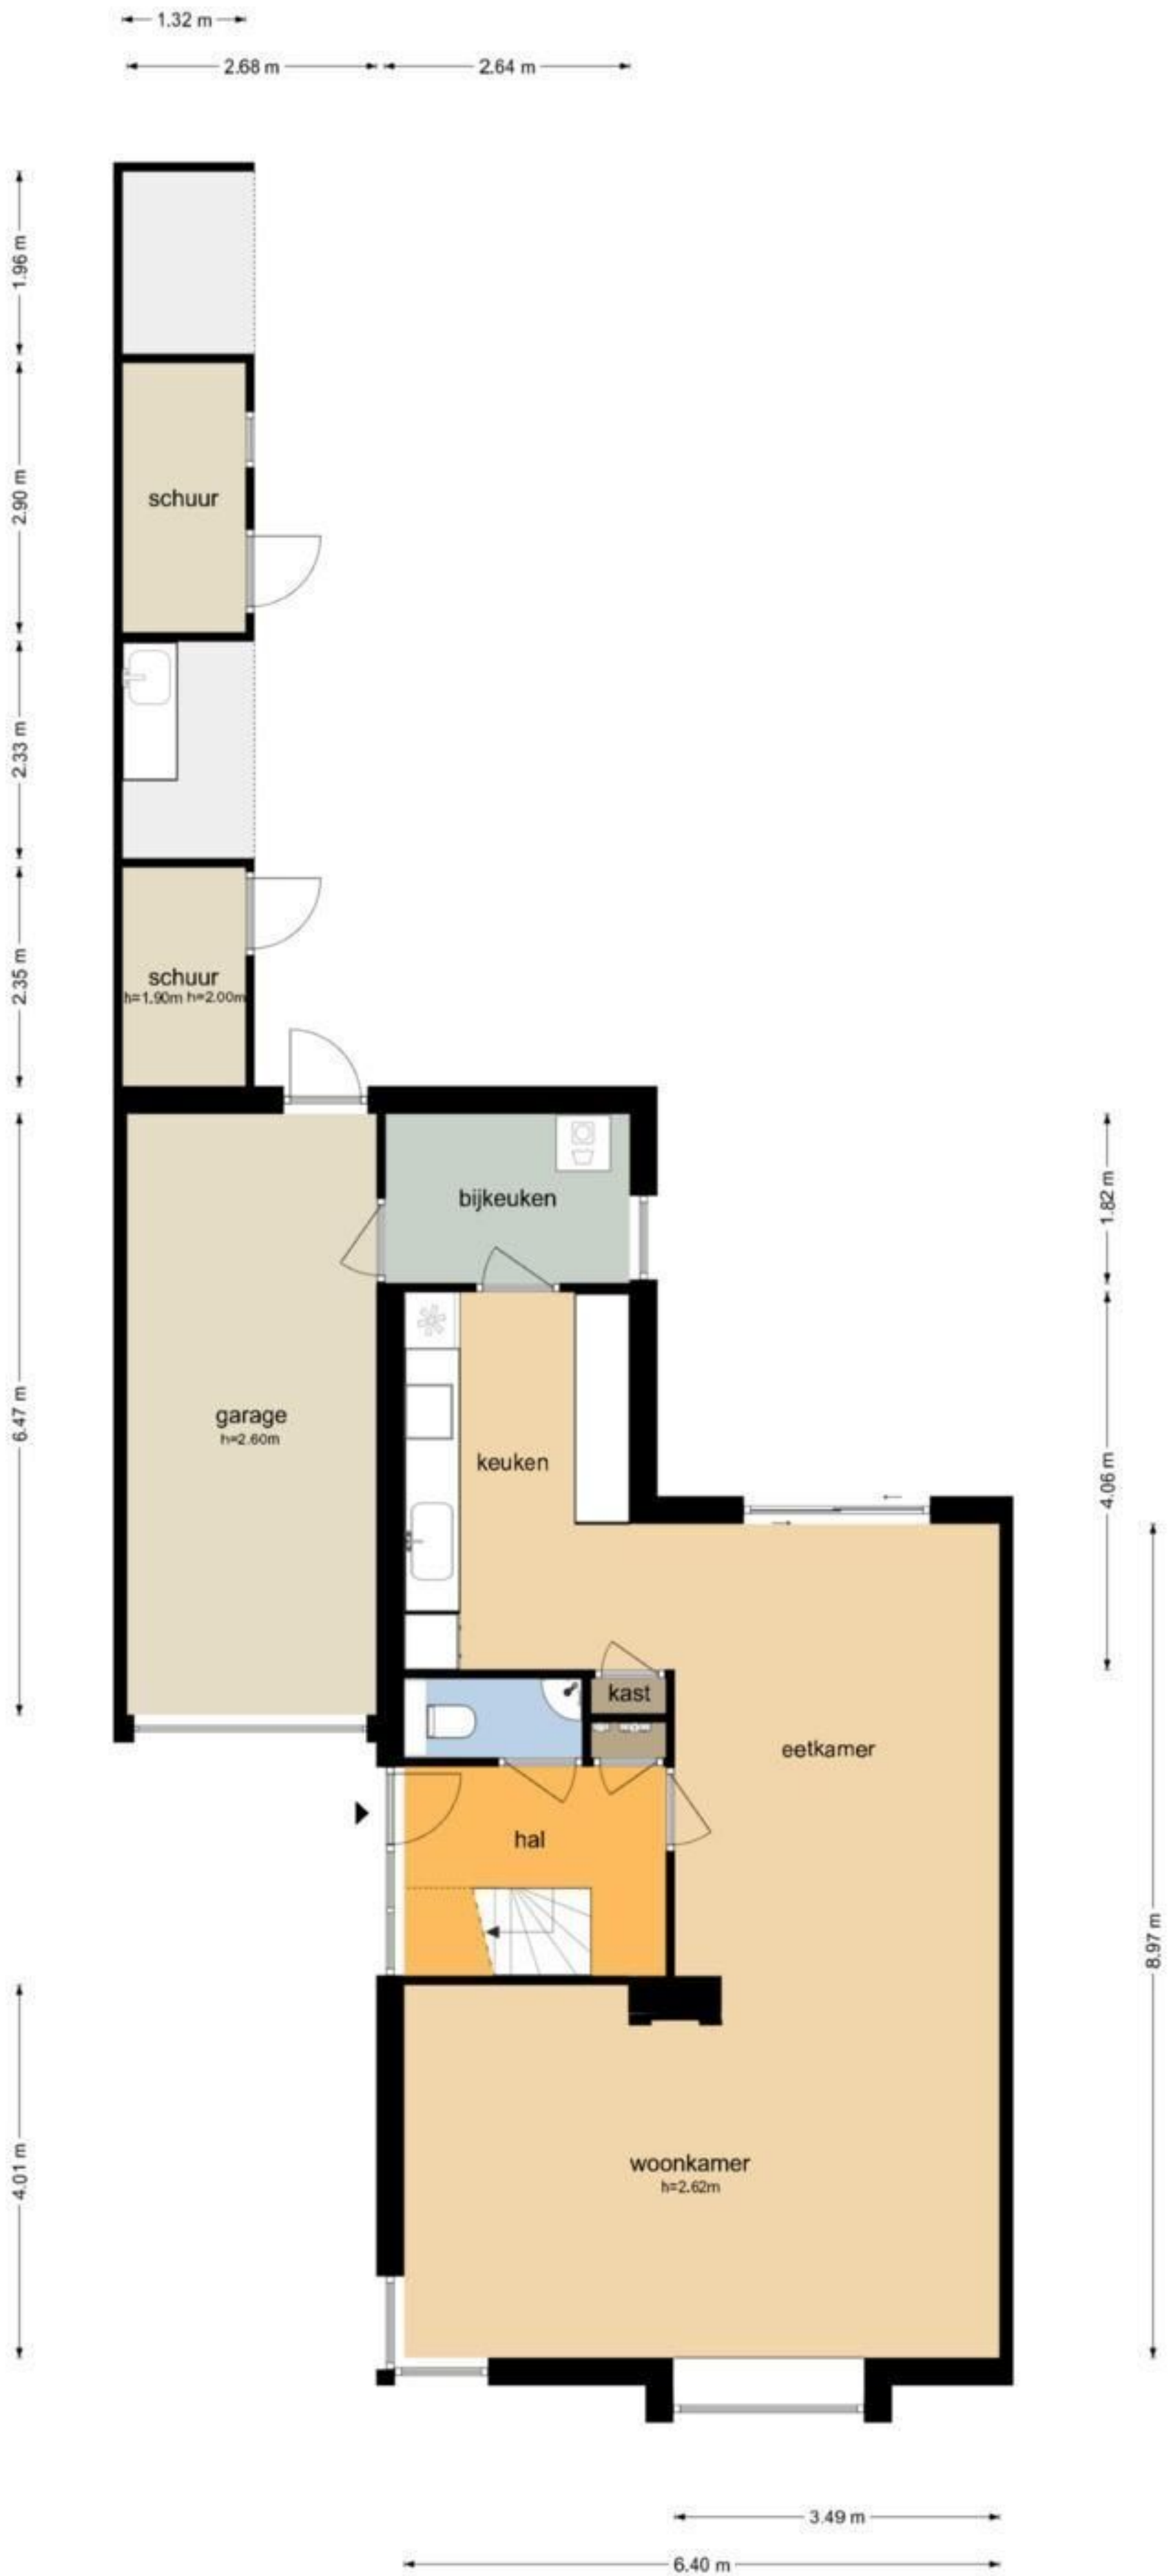 1.32 m
2.68 m
2.64 m
1.96 m
2.90 m
schuur
2.33 m
2.35 m
schuur
h=1.90m h=2.00m
bijkeuken
1.82 m
6.47 m
garage
h=2.60m
keuken
4.06 m
kast
eetkamer
hal
8.97 m
4.01 m
woonkamer
h=2.62m
3.49 m
6.40 m